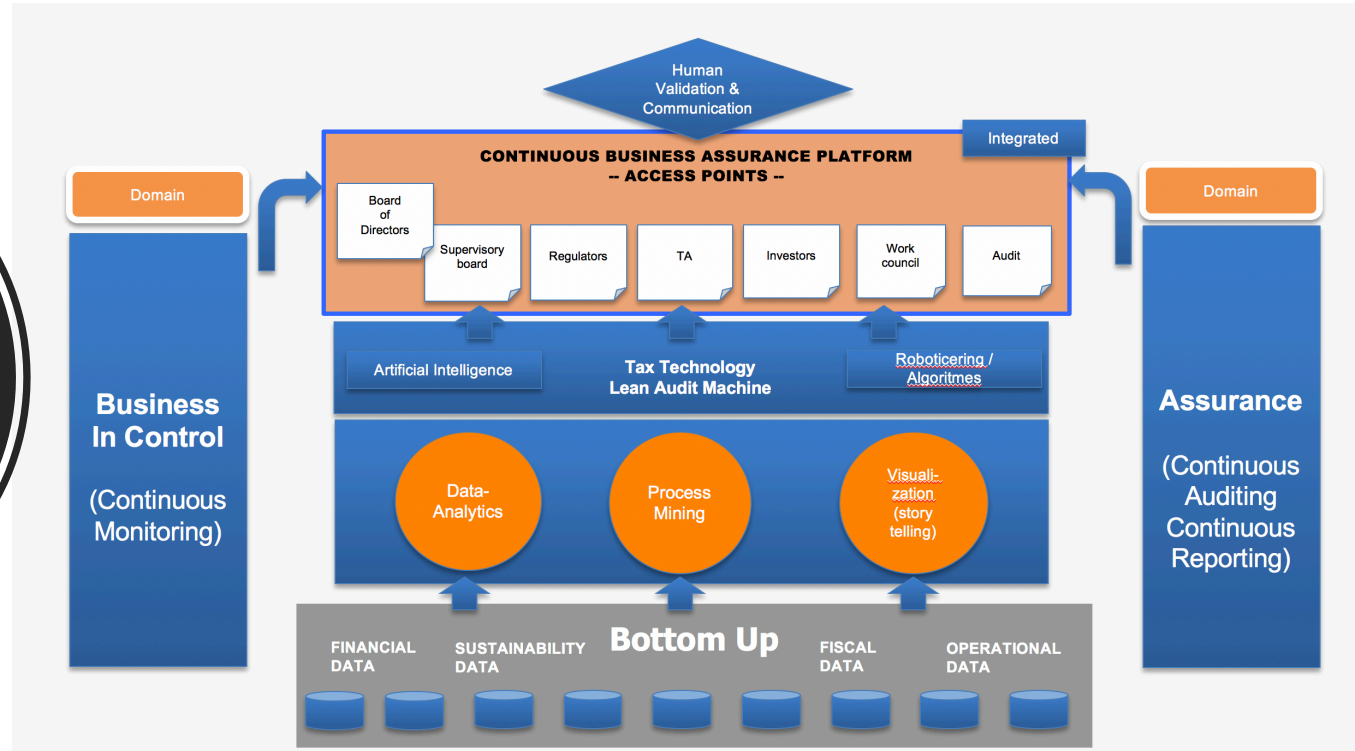 Human
Validation &
Communication
Integrated
CONTINUOUS BUSINESS ASSURANCE PLATFORM
-- ACCESS POINTS --
Domain
Domain
Board
of
Directors
Supervisory
board
Regulators
TA
Investors
Work
council
Audit
Business
In Control
(Continuous
Monitoring)
Artificial Intelligence
Tax Technology
Lean Audit Machine
Roboticering /
Algoritmes
Assurance
(Continuous
Auditing
Continuous
Reporting)
Data-
Analytics
Process
Mining
Visuali-
zation
(story
telling)
Bottom Up
FINANCIAL
DATA
SUSTAINABILITY
DATA
FISCAL
DATA
OPERATIONAL
DATA